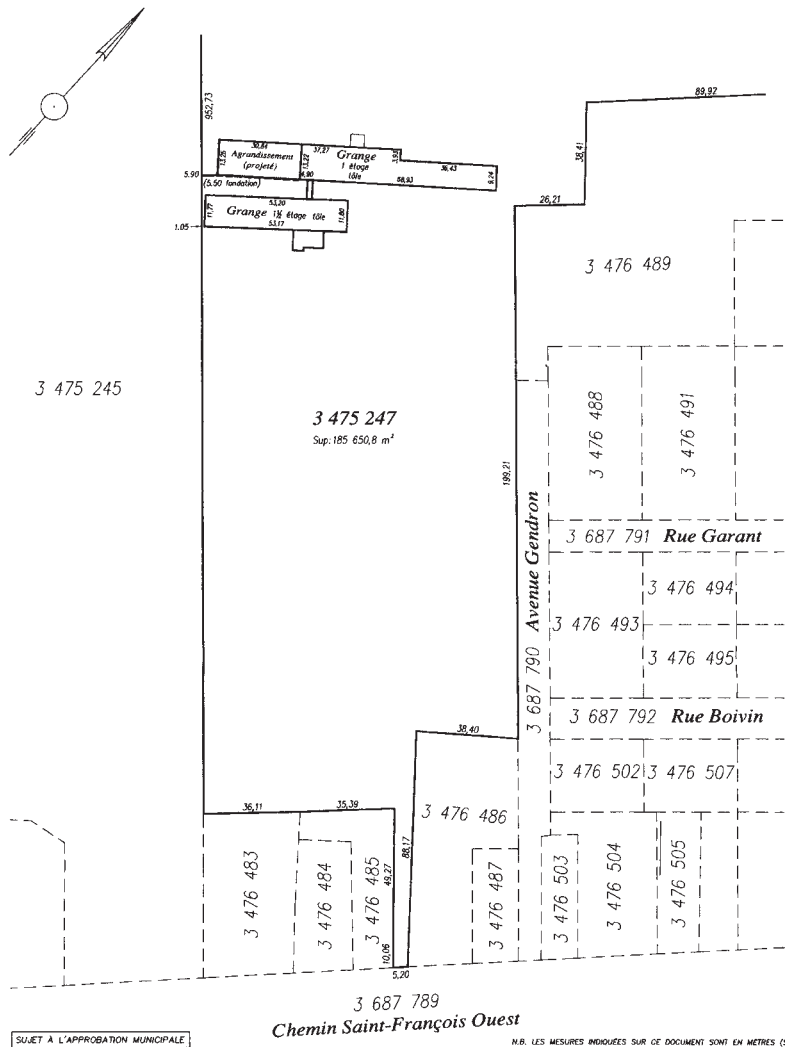 89,92
952,73
38,41
30,84
37,27
3,93
13,26
Agrandissement
(projeté)
13,22
Grange
1 étage
tôle
36,43
9,24
5.90
(5.50 fondation)
4,90
68,93
26,21
53,20
11,77
Grange 1½ étage tôle
11,80
53,17
1.05
3 476 489
3 475 245
3 475 247
Sup: 185 650,8 m²
3 476 488
3 476 491
199,21
3 687 791 Rue Garant
3 687 790 Avenue Gendron
3 476 494
3 476 493
3 476 495
3 687 792 Rue Boivin
38,40
3 476 502
3 476 507
36,11
35,39
3 476 486
88,17
3 476 483
3 476 484
3 476 485
49,27
3 476 487
3 476 503
3 476 504
3 476 505
10,06
5,20
3 687 789
Chemin Saint-François Ouest
SUJET À L'APPROBATION MUNICIPALE
N.B. LES MESURES INDIQUÉES SUR CE DOCUMENT SONT EN MÈTRES (S